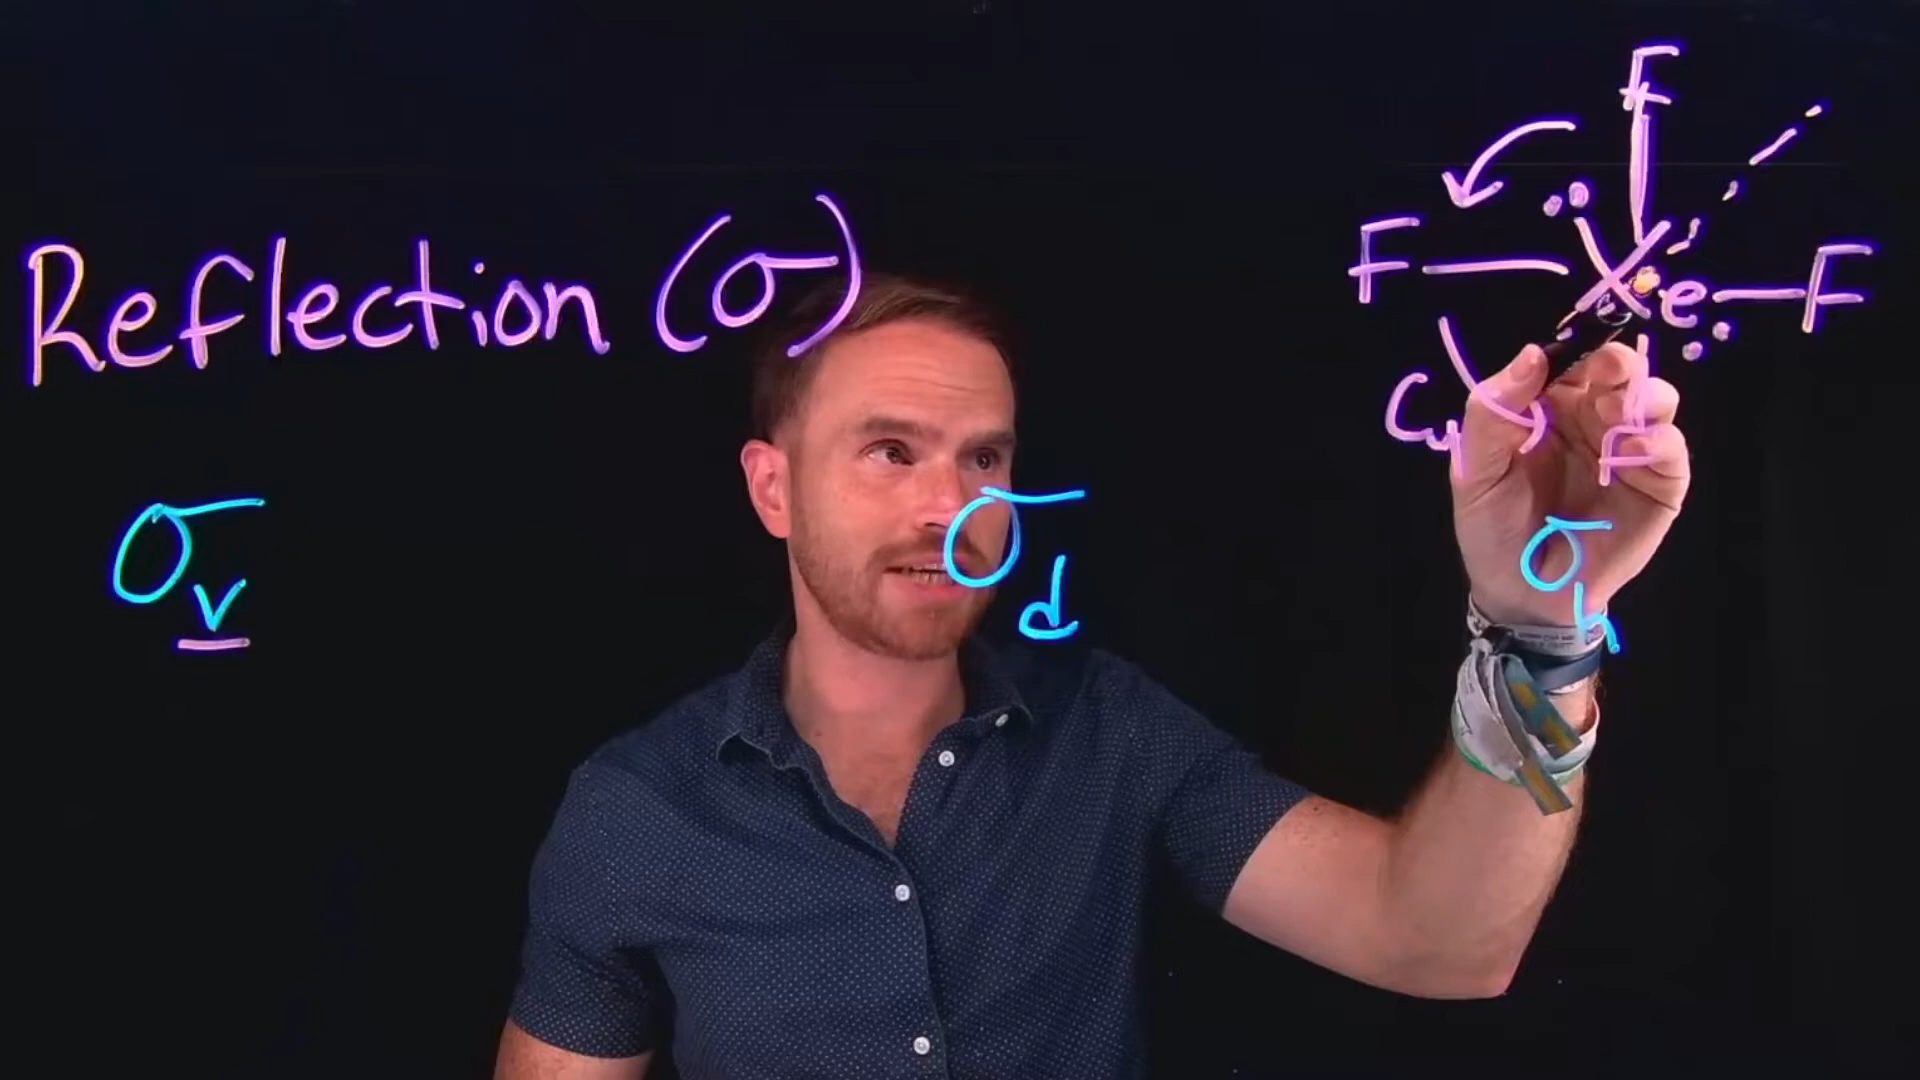 Reflection (σ)
F
F Xe F
C4
F
σv
σd
σh